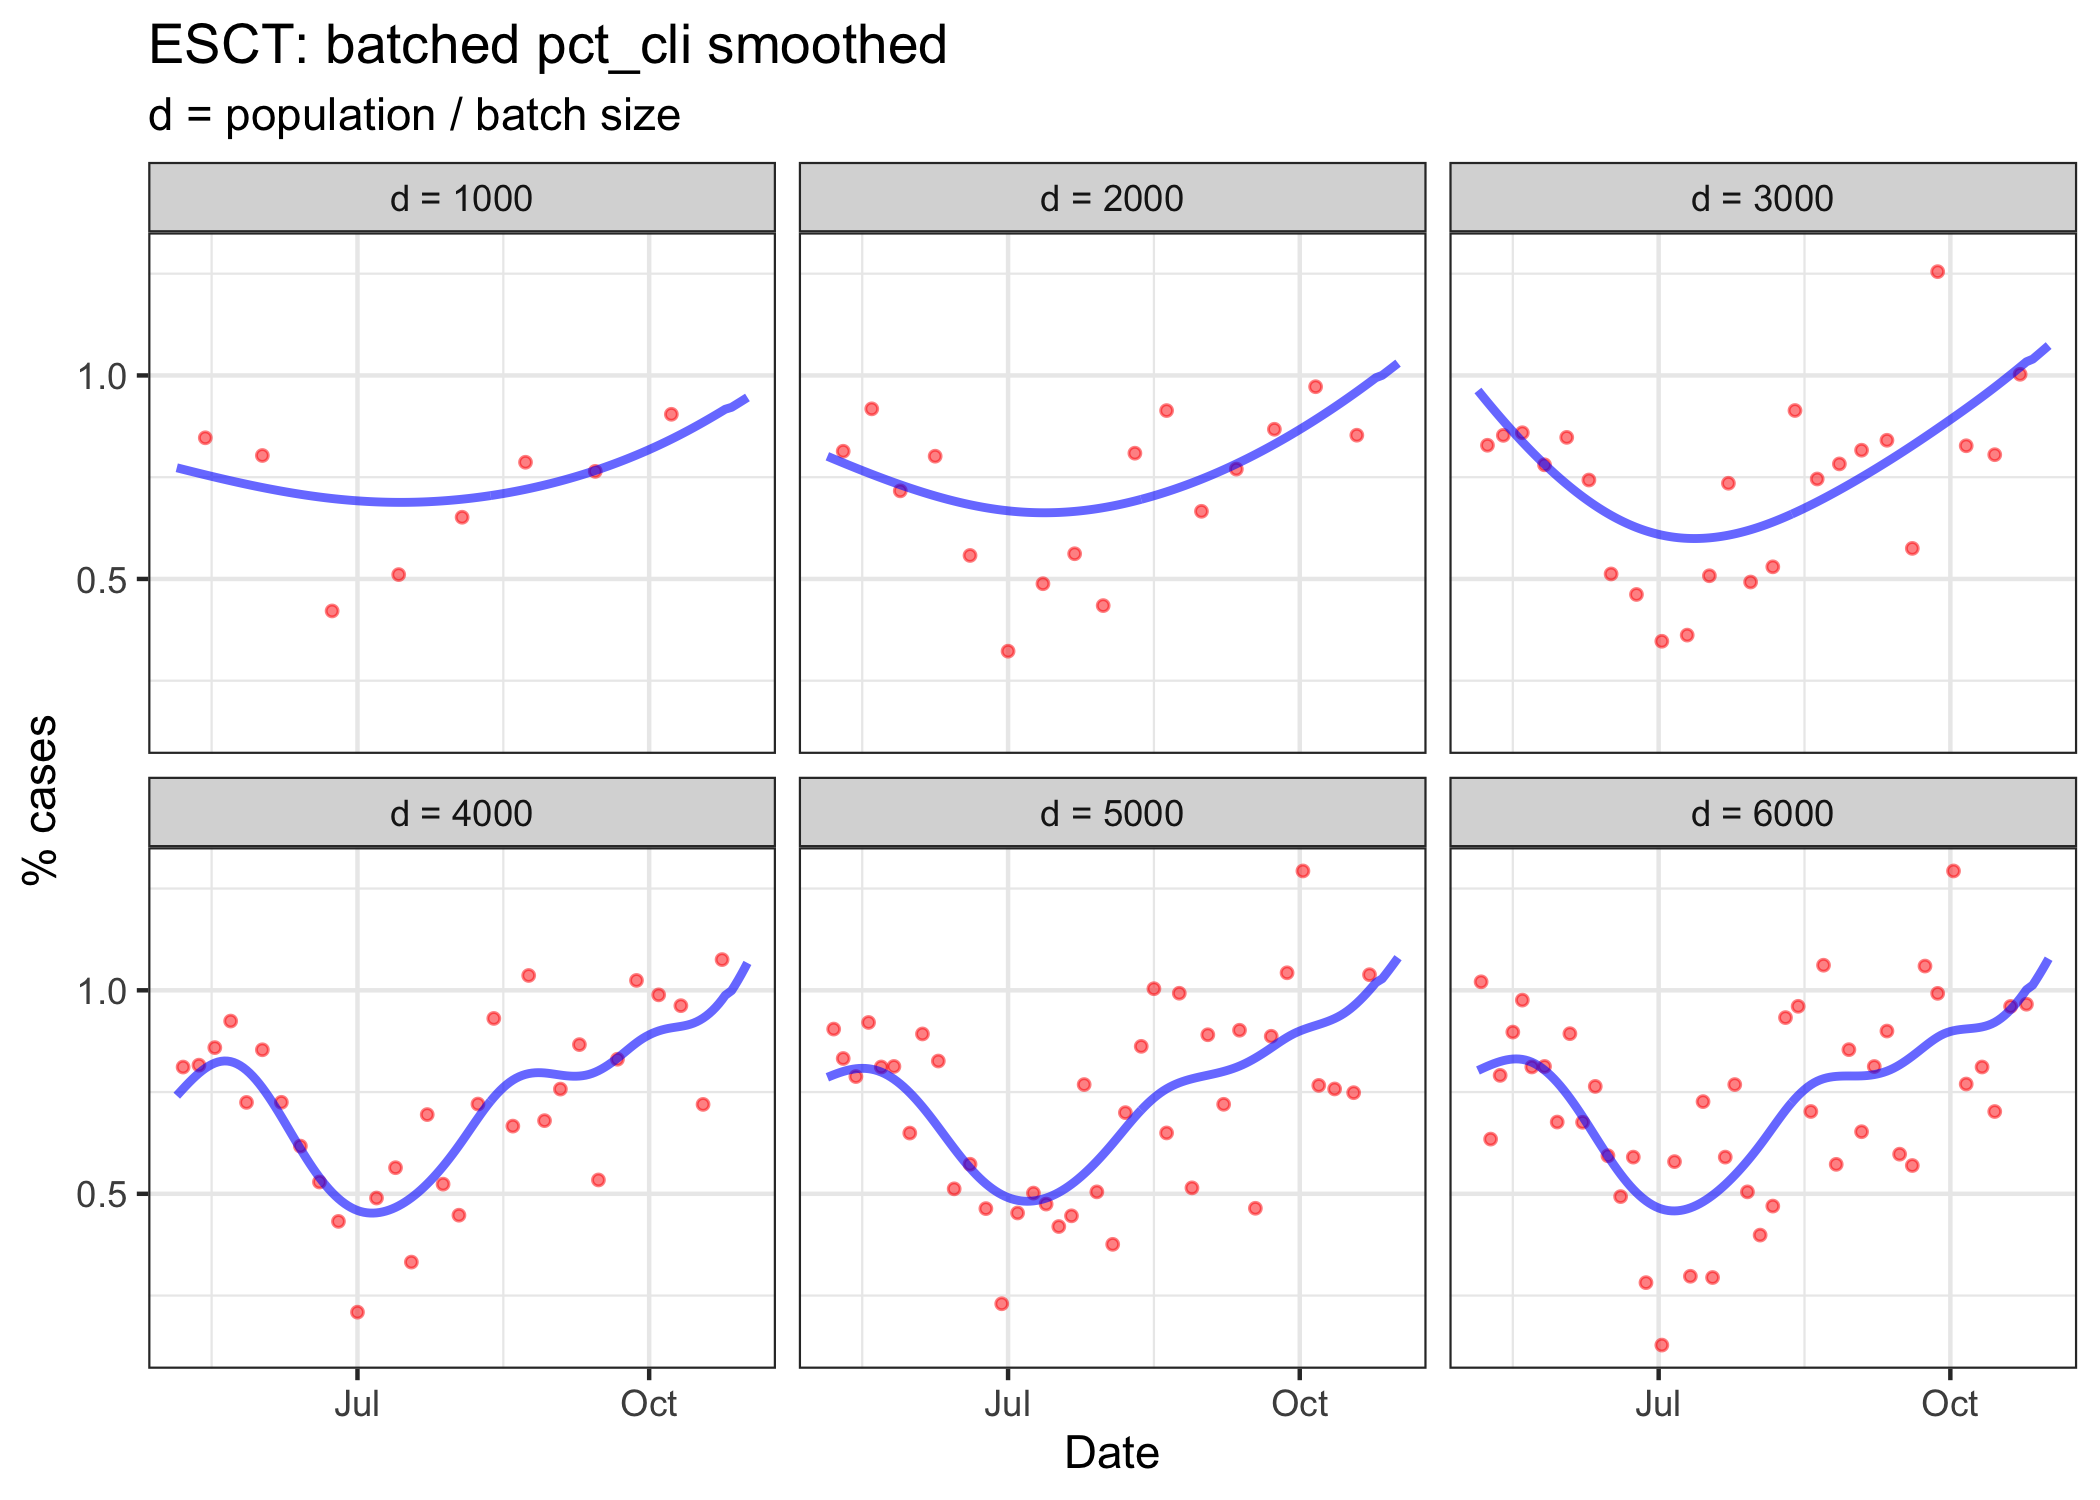 ESCT: batched pct_cli smoothed
d = population / batch size
d = 1000
d = 2000
d = 3000
1.0
0.5
% cases
d = 4000
d = 5000
d = 6000
1.0
0.5
Jul
Oct
Jul
Oct
Jul
Oct
Date